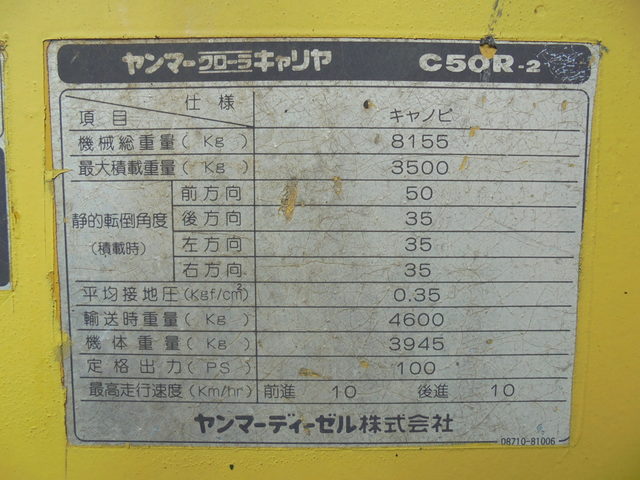 ヤンマークローラキャリヤ C50R-2
仕様
項目 キャノピ
機械総重量(Kg) 8155
最大積載重量(Kg) 3500
静的転倒角度(積載時) 前方向 50
後方向 35
左方向 35
右方向 35
平均接地圧(Kgf/cm²) 0.35
輸送時重量(Kg) 4600
機体重量(Kg) 3945
定格出力(PS) 100
最高走行速度(Km/hr) 前進 10 後進 10
ヤンマーディーゼル株式会社
08710-81006